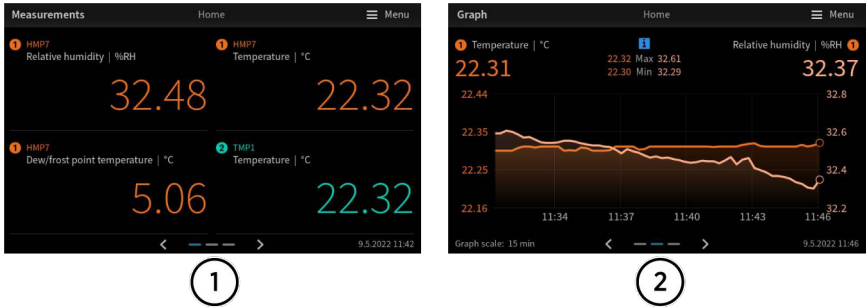 Measurements Home Menu
1 HMP7 1 HMP7
Relative humidity | %RH Temperature | °C
32.48 22.32
1 HMP7 2 TMP1
Dew/frost point temperature | °C Temperature | °C
5.06 22.32
9.5.2022 11:42
1
Graph Home Menu
1 Temperature | °C i Relative humidity | %RH 1
22.31 22.32 Max 32.61 32.37
22.30 Min 32.29
22.44 32.8
22.35 32.6
22.25 32.4
22.16 32.2
11:34 11:37 11:40 11:43 11:46
Graph scale: 15 min 9.5.2022 11:46
2